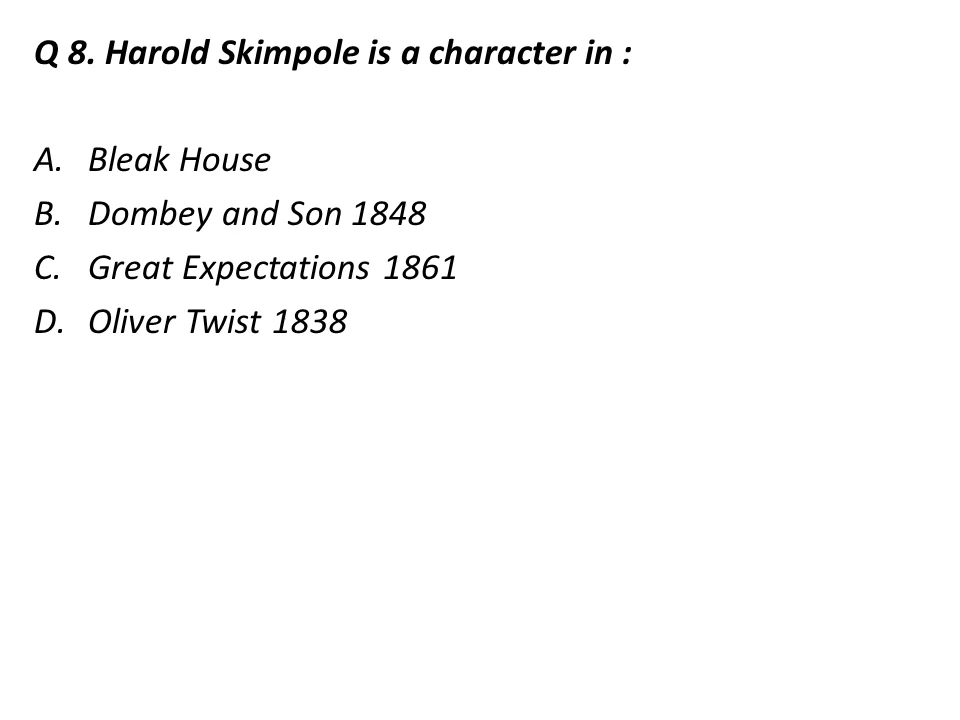 Q 8. Harold Skimpole is a character in :
A. Bleak House
B. Dombey and Son 1848
C. Great Expectations 1861
D. Oliver Twist 1838